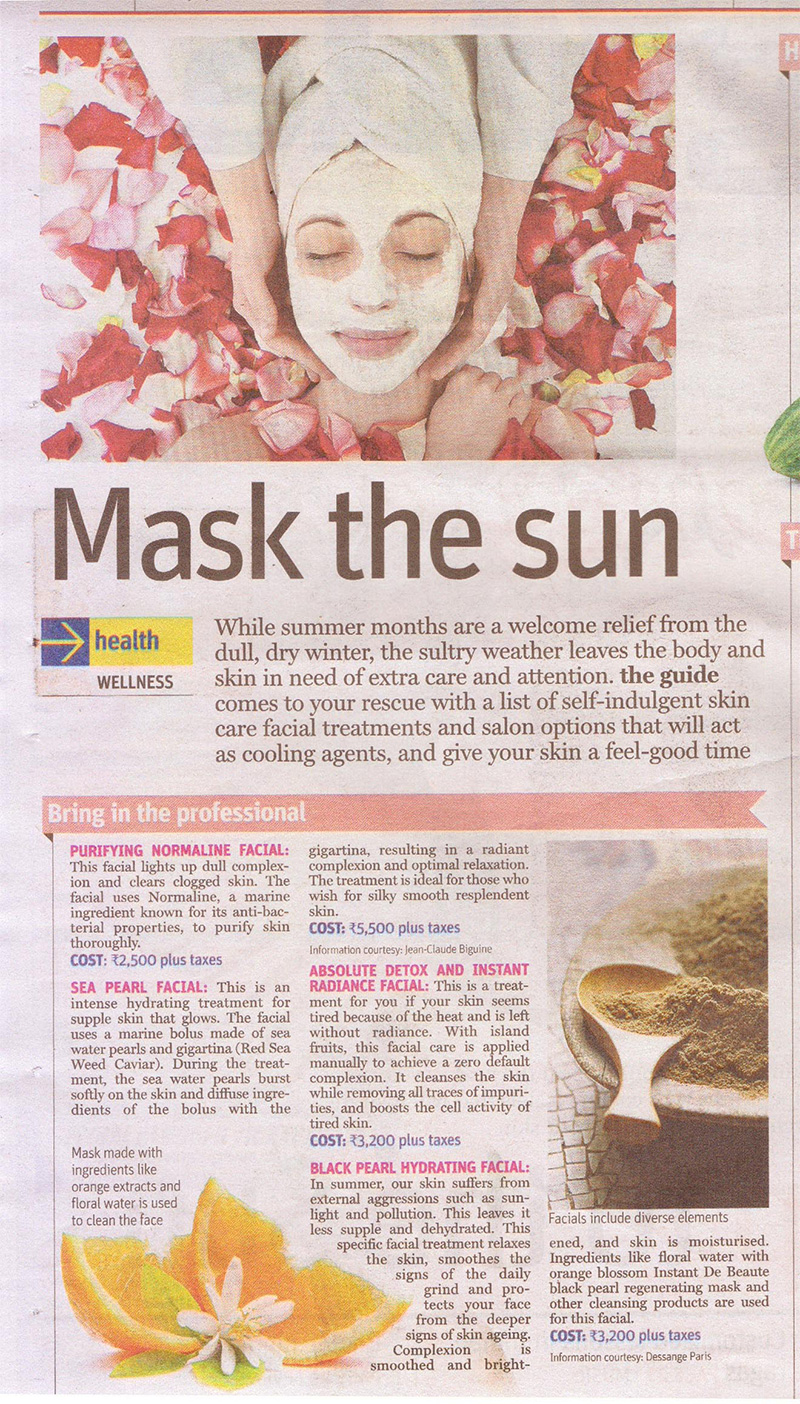 Mask the sun
health
WELLNESS
While summer months are a welcome relief from the
dull, dry winter, the sultry weather leaves the body and
skin in need of extra care and attention. the guide
comes to your rescue with a list of self-indulgent skin
care facial treatments and salon options that will act
as cooling agents, and give your skin a feel-good time
Bring in the professional
PURIFYING NORMALINE FACIAL:
This facial lights up dull complex-
ion and clears clogged skin. The
facial uses Normaline, a marine
ingredient known for its anti-bac-
terial properties, to purify skin
thoroughly.
COST: ₹2,500 plus taxes
SEA PEARL FACIAL: This is an
intense hydrating treatment for
supple skin that glows. The facial
uses a marine bolus made of sea
water pearls and gigartina (Red Sea
Weed Caviar). During the treat-
ment, the sea water pearls burst
softly on the skin and diffuse ingre-
dients of the bolus with the
Mask made with
ingredients like
orange extracts and
floral water is used
to clean the face
gigartina, resulting in a radiant
complexion and optimal relaxation.
The treatment is ideal for those who
wish for silky smooth resplendent
skin.
COST: ₹5,500 plus taxes
Information courtesy: Jean-Claude Biguine
ABSOLUTE DETOX AND INSTANT
RADIANCE FACIAL: This is a treat-
ment for you if your skin seems
tired because of the heat and is left
without radiance. With island
fruits, this facial care is applied
manually to achieve a zero default
complexion. It cleanses the skin
while removing all traces of impuri-
ties, and boosts the cell activity of
tired skin.
COST: ₹3,200 plus taxes
BLACK PEARL HYDRATING FACIAL:
In summer, our skin suffers from
external aggressions such as sun-
light and pollution. This leaves it
less supple and dehydrated. This
specific facial treatment relaxes
the skin, smoothes the
signs of the daily
grind and pro-
tects your face
from the deeper
signs of skin ageing.
Complexion is
smoothed and bright-
Facials include diverse elements
ened, and skin is moisturised.
Ingredients like floral water with
orange blossom Instant De Beaute
black pearl regenerating mask and
other cleansing products are used
for this facial.
COST: ₹3,200 plus taxes
Information courtesy: Dessange Paris
H
T